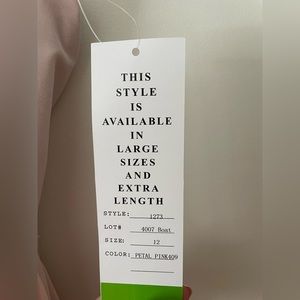 THIS
STYLE
IS
AVAILABLE
IN
LARGE
SIZES
AND
EXTRA
LENGTH
STYLE: 1273
LOT# 4007 Boat
SIZE: 12
COLOR: PETAL PINK409